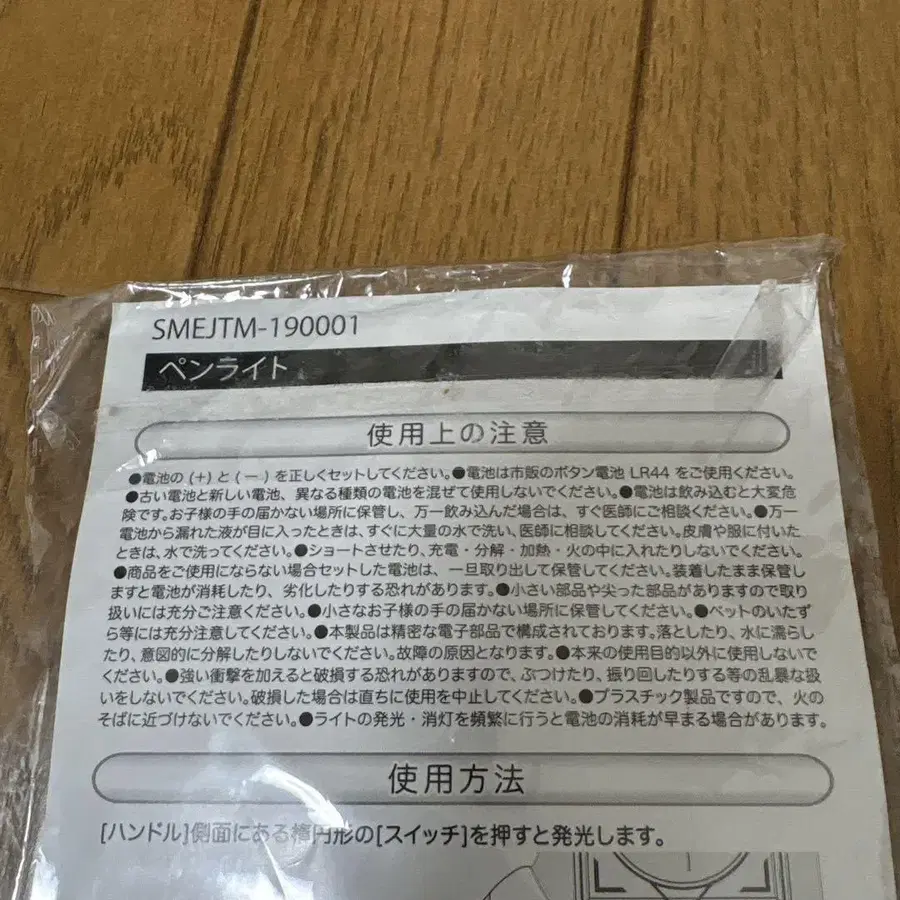 SMEJTM-190001
ペンライト
使用上の注意
●電池の (+) と (—) を正しくセットしてください。●電池は市販のボタン電池 LR44 をご使用ください。
●古い電池と新しい電池、異なる種類の電池を混ぜて使用しないでください。●電池は飲み込むと大変危
険です。お子様の手の届かない場所に保管し、万一飲み込んだ場合は、すぐ医師にご相談ください。●万一
電池から漏れた液が目に入ったときは、すぐに大量の水で洗い、医師に相談してください。皮膚や服に付いた
ときは、水で洗ってください。●ショートさせたり、充電・分解・加熱・火の中に入れたりしないでください。
●商品をご使用にならない場合セットした電池は、一旦取り出して保管してください。装着したまま保管し
ますと電池が消耗したり、劣化したりする恐れがあります。●小さい部品や尖った部品がありますので取り
扱いには充分ご注意ください。●小さなお子様の手の届かない場所に保管してください。●ペットのいたず
ら等には充分注意してください。●本製品は精密な電子部品で構成されております。落としたり、水に濡らし
たり、意図的に分解したりしないでください。故障の原因となります。●本来の使用目的以外に使用しないで
ください。●強い衝撃を加えると破損する恐れがありますので、ぶつけたり、振り回したりする等の乱暴な扱
いをしないでください。破損した場合は直ちに使用を中止してください。●プラスチック製品ですので、火の
そばに近づけないでください。●ライトの発光・消灯を頻繁に行うと電池の消耗が早まる場合があります。
使用方法
[ハンドル]側面にある楕円形の[スイッチ]を押すと発光します。